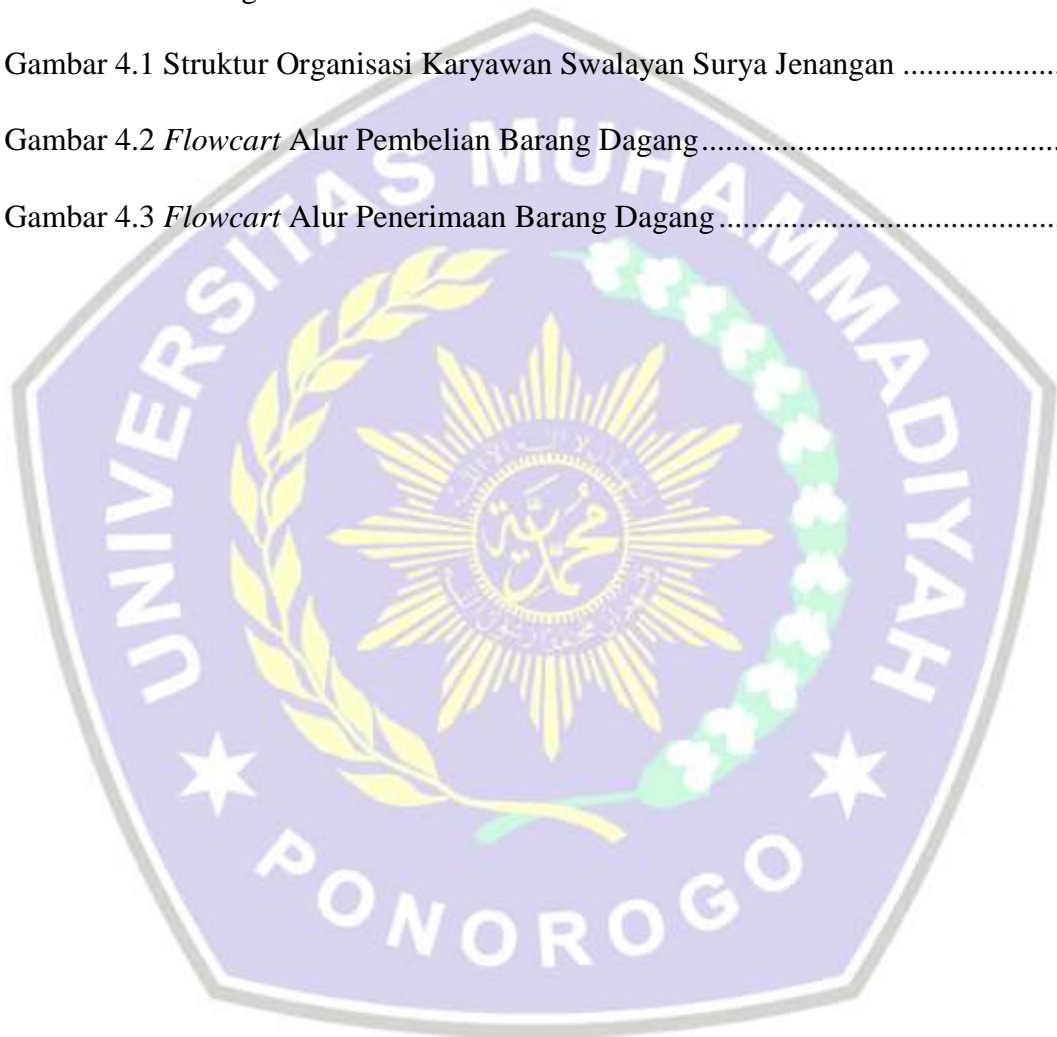 Gambar 4.1 Struktur Organisasi Karyawan Swalayan Surya Jenangan ....................
Gambar 4.2 Flowcart Alur Pembelian Barang Dagang.............................................
Gambar 4.3 Flowcart Alur Penerimaan Barang Dagang...........................................
UNIVERSITAS MUHAMMADIYAH
محمدية
PONOROGO